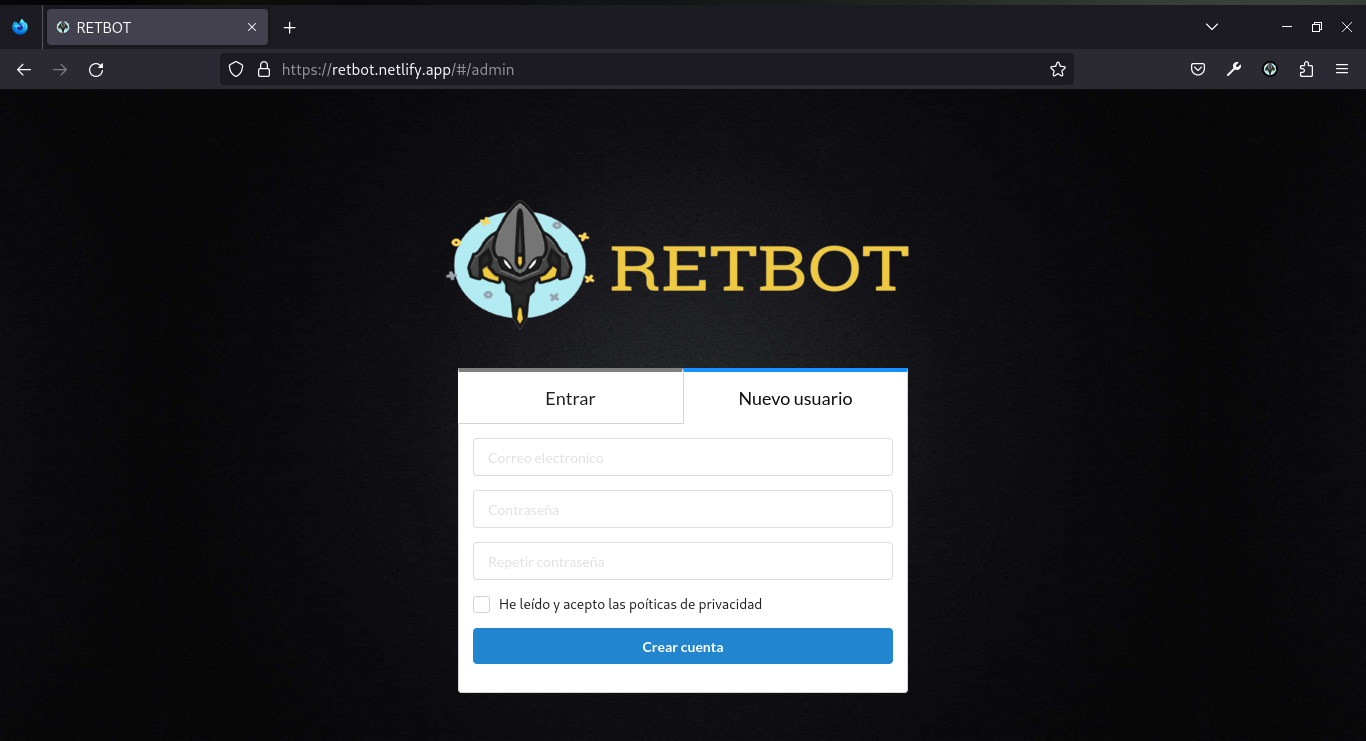 RETBOT
https://retbot.netlify.app/#/admin
RETBOT
Entrar
Nuevo usuario
Correo electronico
Contraseña
Repetir contraseña
He leído y acepto las poíticas de privacidad
Crear cuenta